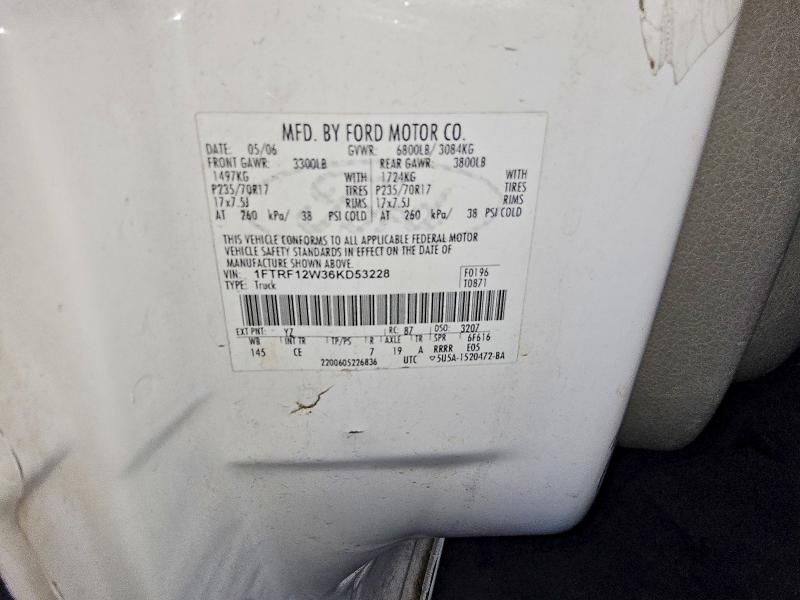 MFD. BY FORD MOTOR CO.
DATE: 05/06 GVWR: 6800LB/ 3084KG
FRONT GAWR: 3300LB REAR GAWR: 3800LB
1497KG WITH 1724KG WITH
P235/70R17 TIRES P235/70R17 TIRES
17x7.5J RIMS 17x7.5J RIMS
AT 260 kPa/ 38 PSI COLD AT 260 kPa/ 38 PSI COLD
THIS VEHICLE CONFORMS TO ALL APPLICABLE FEDERAL MOTOR
VEHICLE SAFETY STANDARDS IN EFFECT ON THE DATE OF
MANUFACTURE SHOWN ABOVE.
VIN: 1FTRF12W36KD53228 F0196
TYPE: Truck T0871
EXT PNT: YZ RC: 87 DSO: 3207
WB INT TR TP/PS R AXLE TR SPR 6F616
145 CE 7 19 A RRRR E05
2200605226836 UTC ▽5U5A-1520472-BA